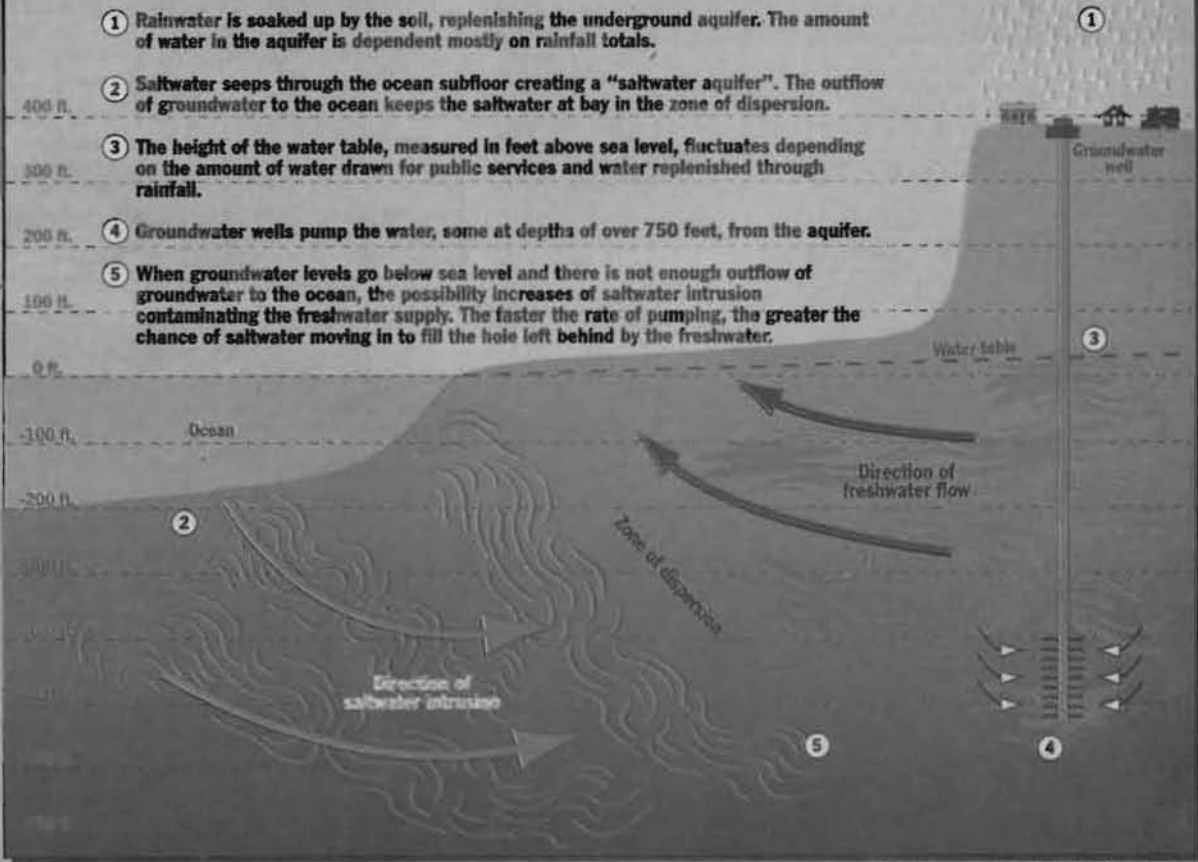 ① Rainwater is soaked up by the soil, replenishing the underground aquifer. The amount
of water in the aquifer is dependent mostly on rainfall totals.
② Saltwater seeps through the ocean subfloor creating a “saltwater aquifer”. The outflow
of groundwater to the ocean keeps the saltwater at bay in the zone of dispersion.
③ The height of the water table, measured in feet above sea level, fluctuates depending
on the amount of water drawn for public services and water replenished through
rainfall.
④ Groundwater wells pump the water, some at depths of over 750 feet, from the aquifer.
⑤ When groundwater levels go below sea level and there is not enough outflow of
groundwater to the ocean, the possibility increases of saltwater intrusion
contaminating the freshwater supply. The faster the rate of pumping, the greater the
chance of saltwater moving in to fill the hole left behind by the freshwater.
①
400 ft.
Groundwater
well
300 ft.
200 ft.
100 ft.
③
Water table
0 ft.
-100 ft.
Ocean
Direction of
freshwater flow
-200 ft.
②
Zone of dispersion
Direction of
saltwater intrusion
⑤
④